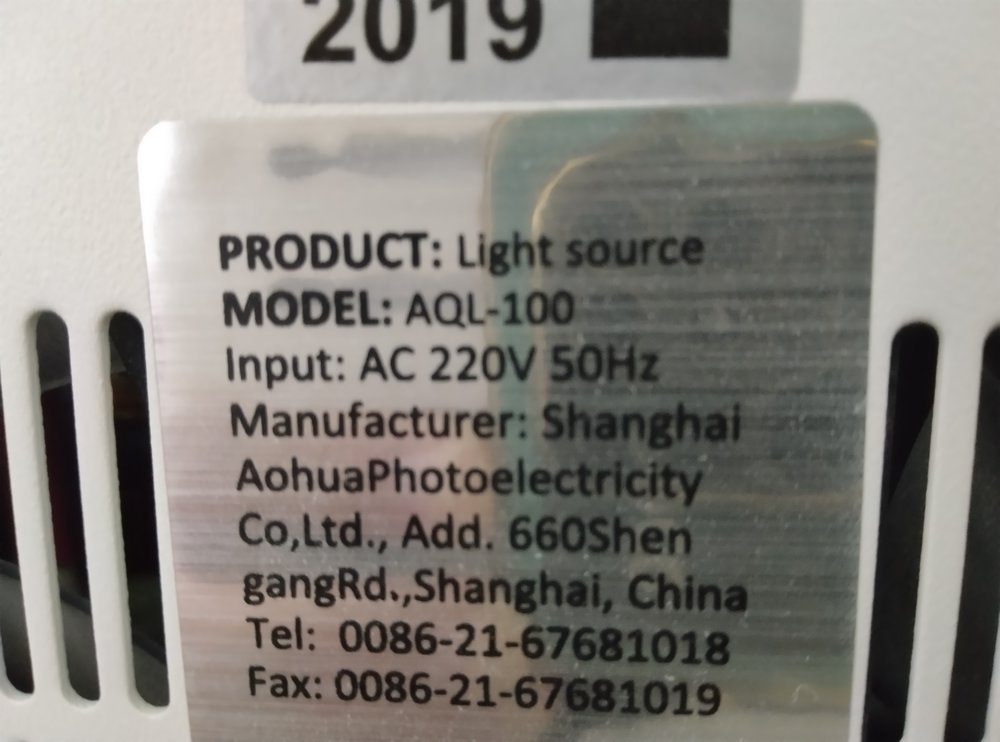 2019
PRODUCT: Light source
MODEL: AQL-100
Input: AC 220V 50Hz
Manufacturer: Shanghai
AohuaPhotoelectricity
Co,Ltd., Add. 660Shen
gangRd.,Shanghai, China
Tel: 0086-21-67681018
Fax: 0086-21-67681019